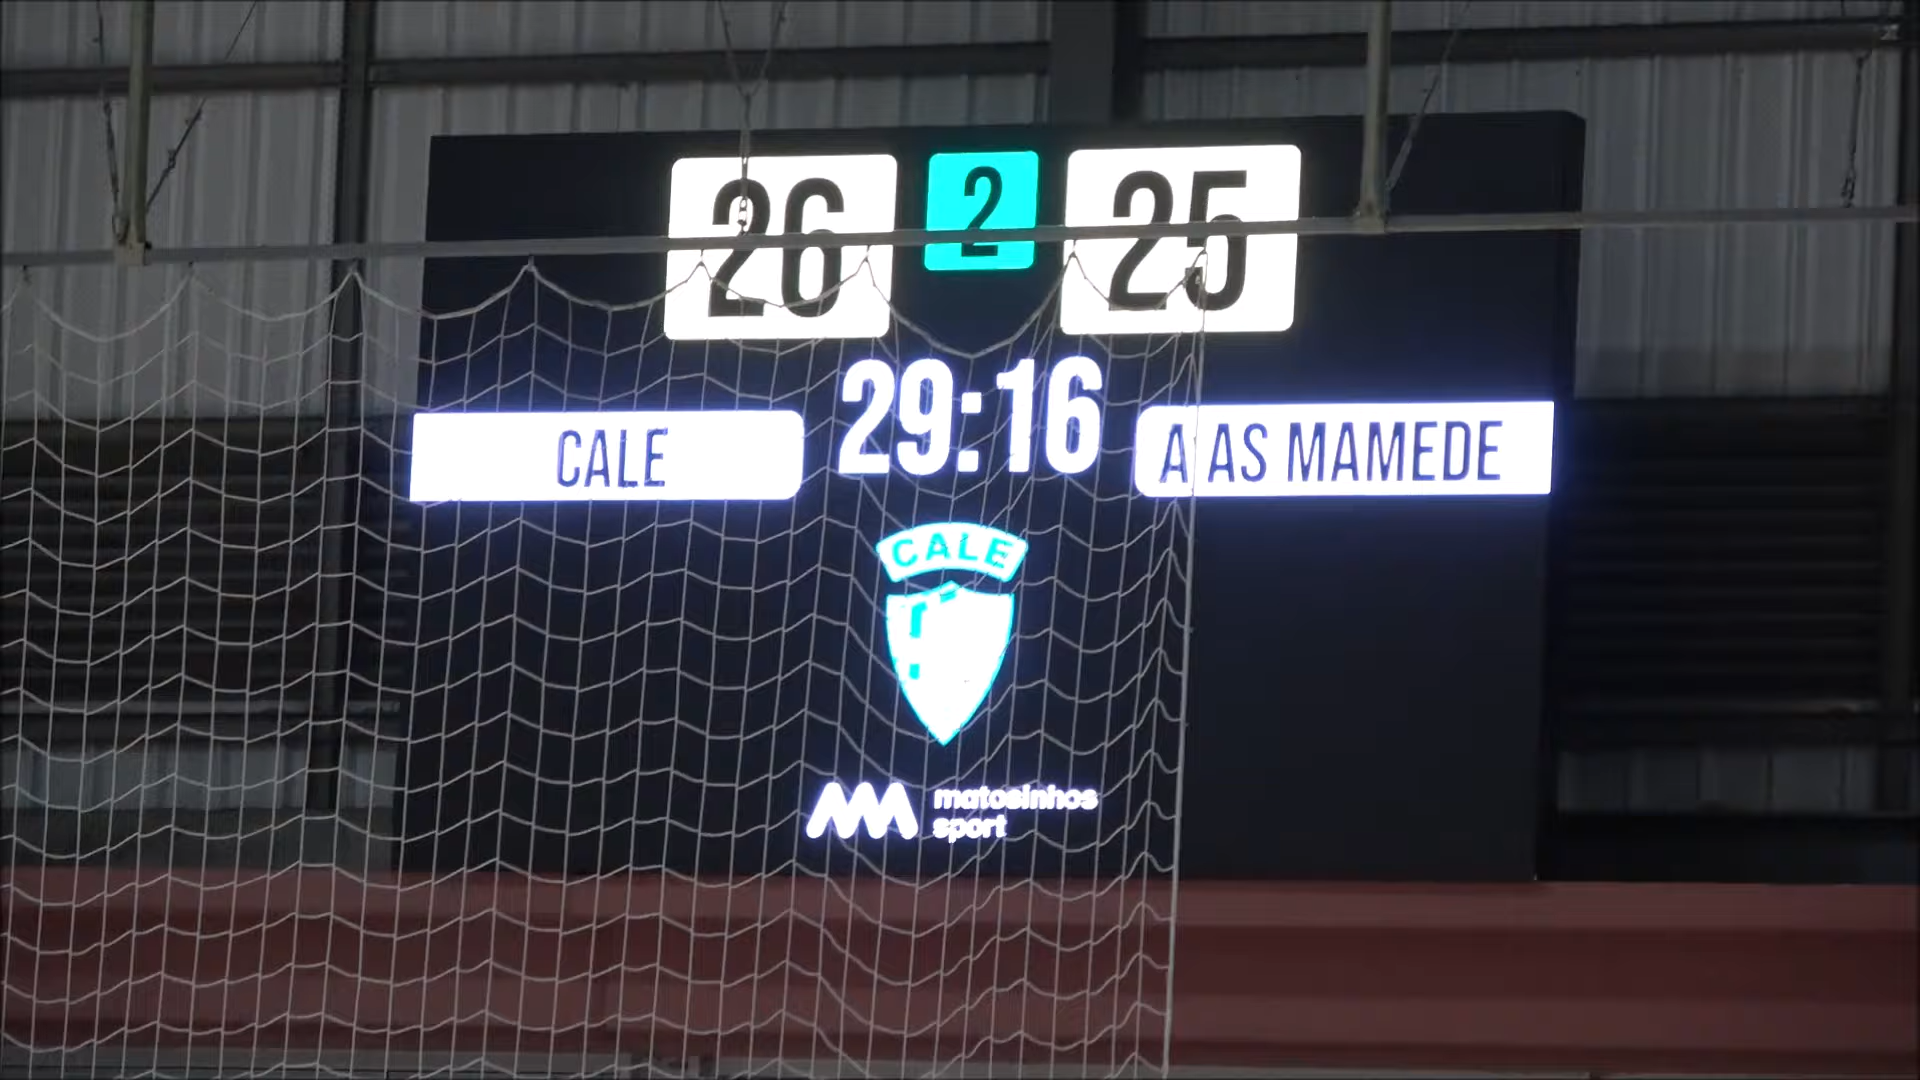 26 2 25
29:16
CALE
A AS MAMEDE
CALE
matosinhos
sport